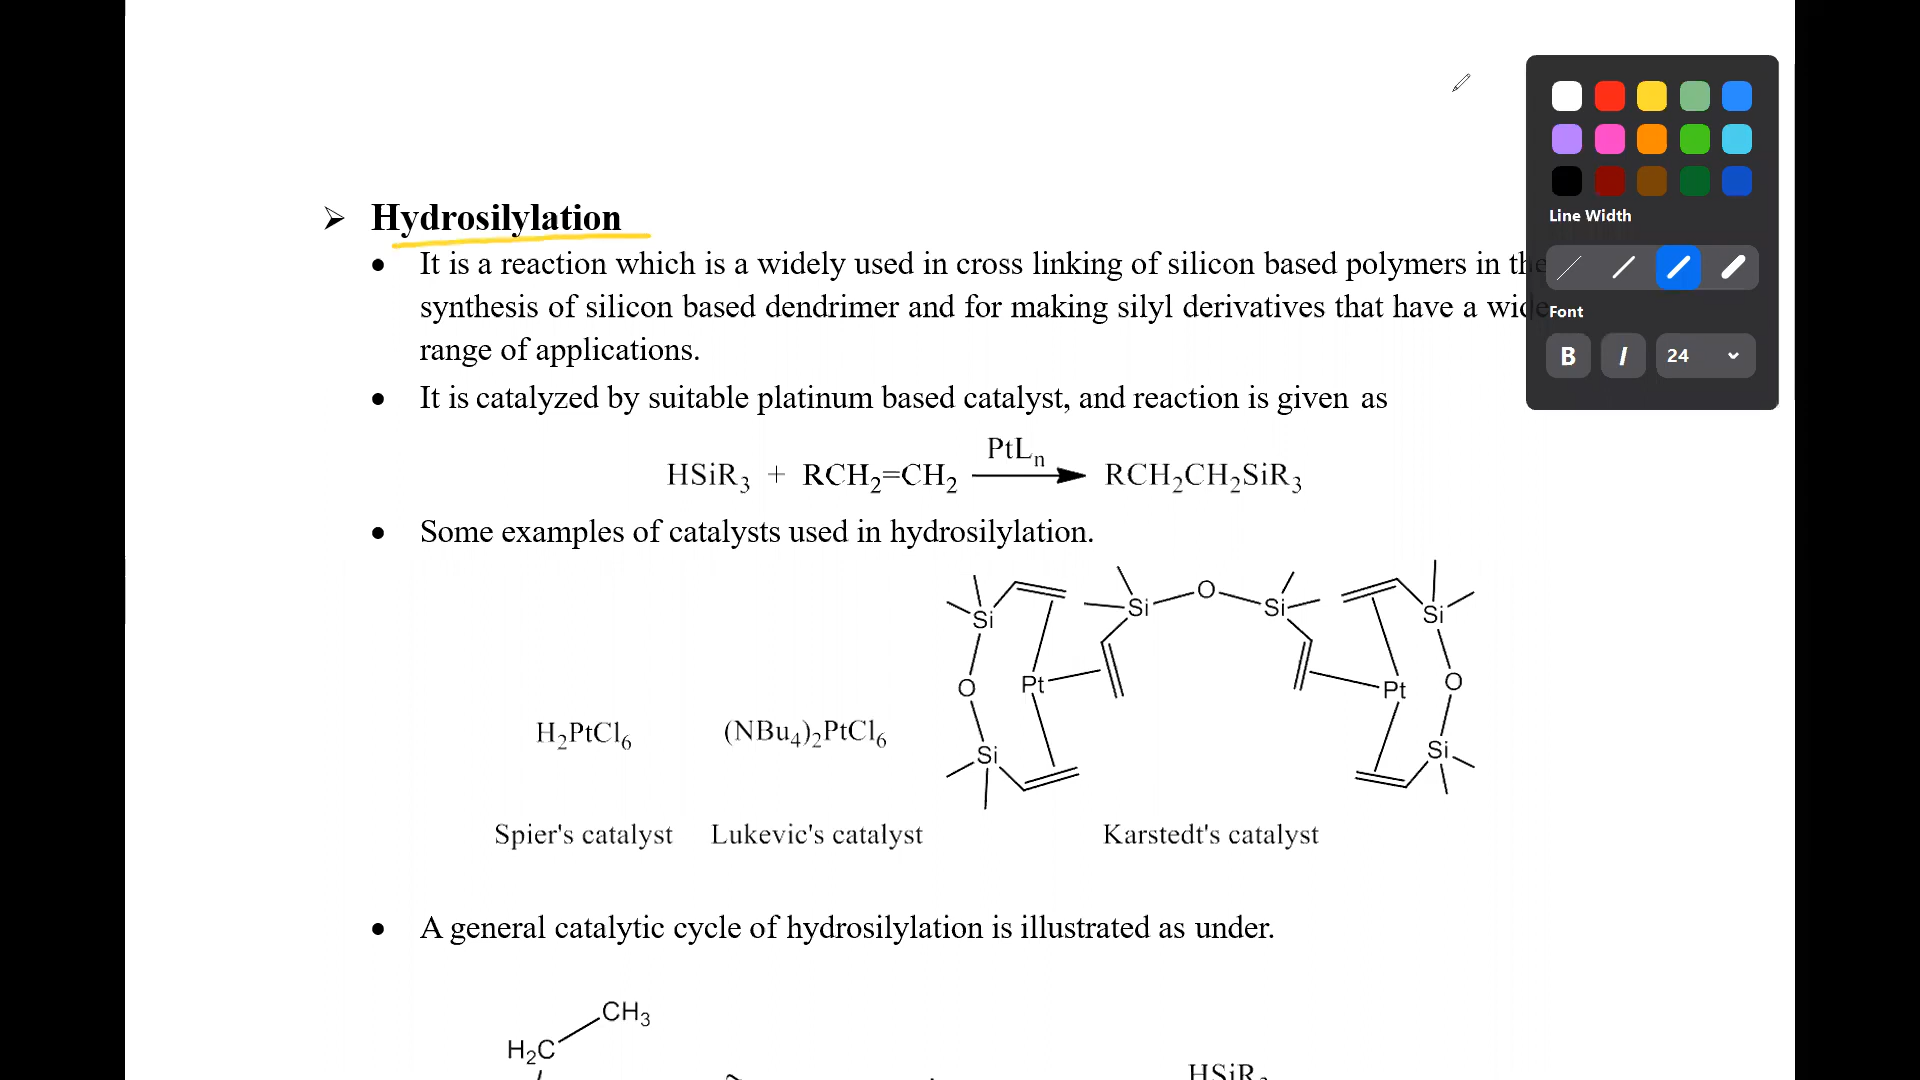 ➢ Hydrosilylation
• It is a reaction which is a widely used in cross linking of silicon based polymers in the
synthesis of silicon based dendrimer and for making silyl derivatives that have a wide
range of applications.
• It is catalyzed by suitable platinum based catalyst, and reaction is given as
HSiR3 + RCH2=CH2 PtLn RCH2CH2SiR3
• Some examples of catalysts used in hydrosilylation.
Si Si O Si Si
O Pt Pt O
H2PtCl6 (NBu4)2PtCl6
Si Si
Spier's catalyst Lukevic's catalyst Karstedt's catalyst
• A general catalytic cycle of hydrosilylation is illustrated as under.
CH3
H2C
HSiR3
Line Width
Font
B I 24